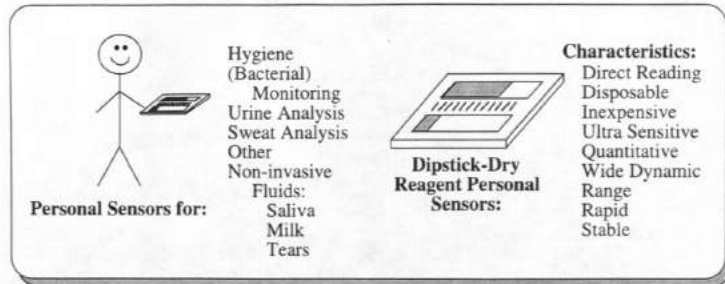 Personal Sensors for:
Hygiene
(Bacterial)
Monitoring
Urine Analysis
Sweat Analysis
Other
Non-invasive
Fluids:
Saliva
Milk
Tears
Dipstick-Dry
Reagent Personal
Sensors:
Characteristics:
Direct Reading
Disposable
Inexpensive
Ultra Sensitive
Quantitative
Wide Dynamic
Range
Rapid
Stable